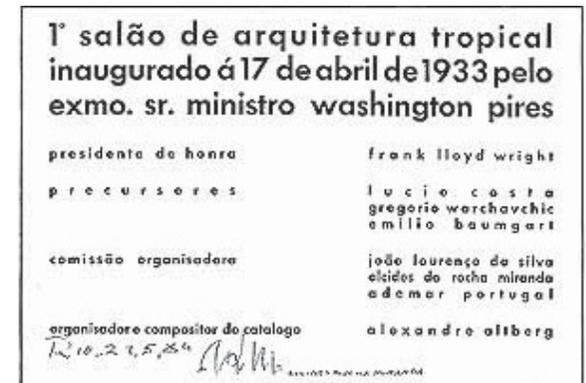 1º salão de arquitetura tropical
inaugurado á 17 de abril de 1933 pelo
exmo. sr. ministro washington pires
presidente de honra frank lloyd wright
precursores lucio costa
gregorio warchavchic
emilio baumgart
comissão organisadora joão lourenço da silva
alcides da rocha miranda
ademar portugal
organisador e compositor do catalogo alexandre altberg